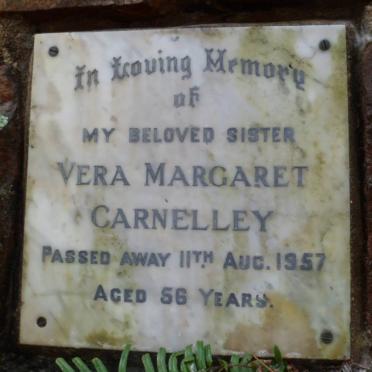 In Loving Memory
of
MY BELOVED SISTER
VERA MARGARET
CARNELLEY
PASSED AWAY 11TH AUG. 1957
AGED 56 YEARS.